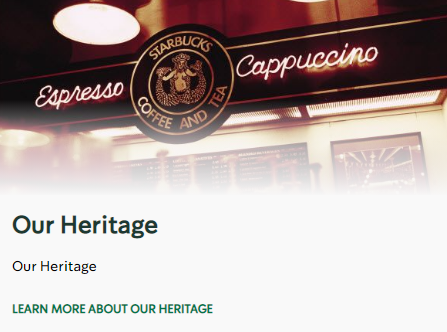 Espresso
STARBUCKS
COFFEE AND TEA
Cappuccino
Our Heritage
Our Heritage
LEARN MORE ABOUT OUR HERITAGE